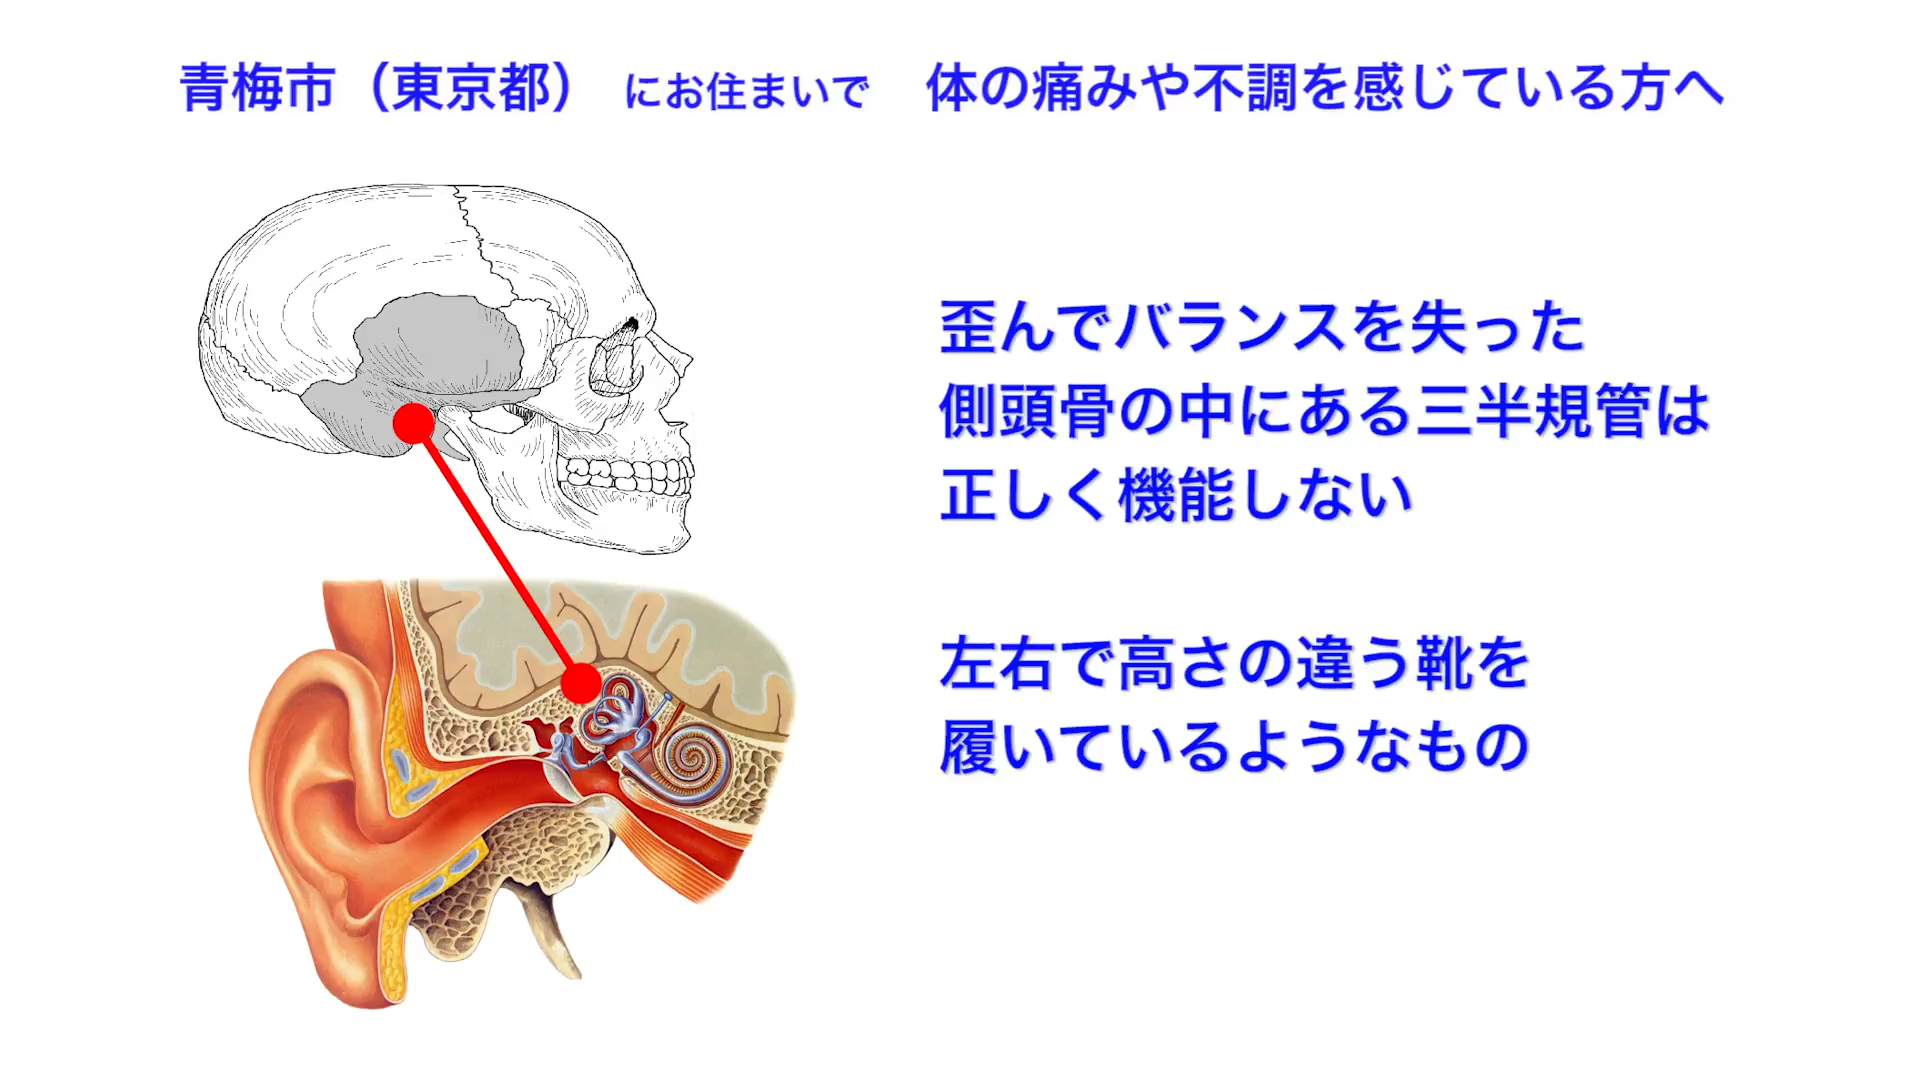 青梅市（東京都） にお住まいで 体の痛みや不調を感じている方へ
歪んでバランスを失った
側頭骨の中にある三半規管は
正しく機能しない
左右で高さの違う靴を
履いているようなもの